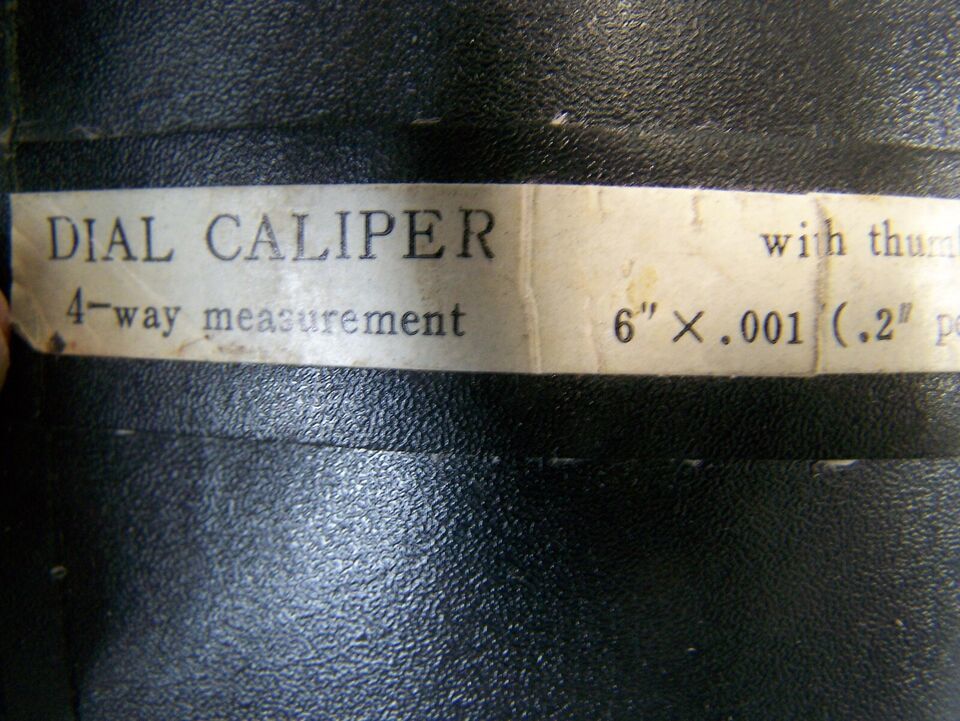 DIAL CALIPER with
4-way measurement 6" × .001 (.2"